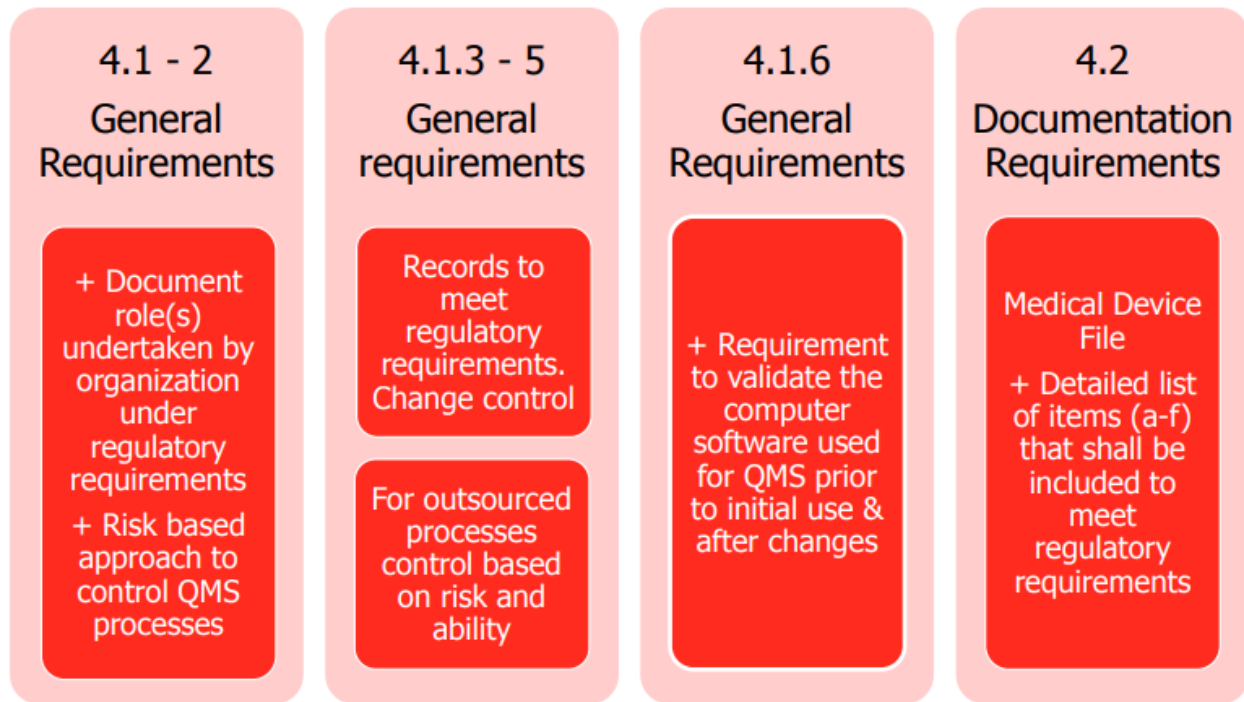 4.1 - 2
General
Requirements
+ Document
role(s)
undertaken by
organization
under
regulatory
requirements
+ Risk based
approach to
control QMS
processes
4.1.3 - 5
General
requirements
Records to
meet
regulatory
requirements.
Change control
For outsourced
processes
control based
on risk and
ability
4.1.6
General
Requirements
+ Requirement
to validate the
computer
software used
for QMS prior
to initial use &
after changes
4.2
Documentation
Requirements
Medical Device
File
+ Detailed list
of items (a-f)
that shall be
included to
meet
regulatory
requirements